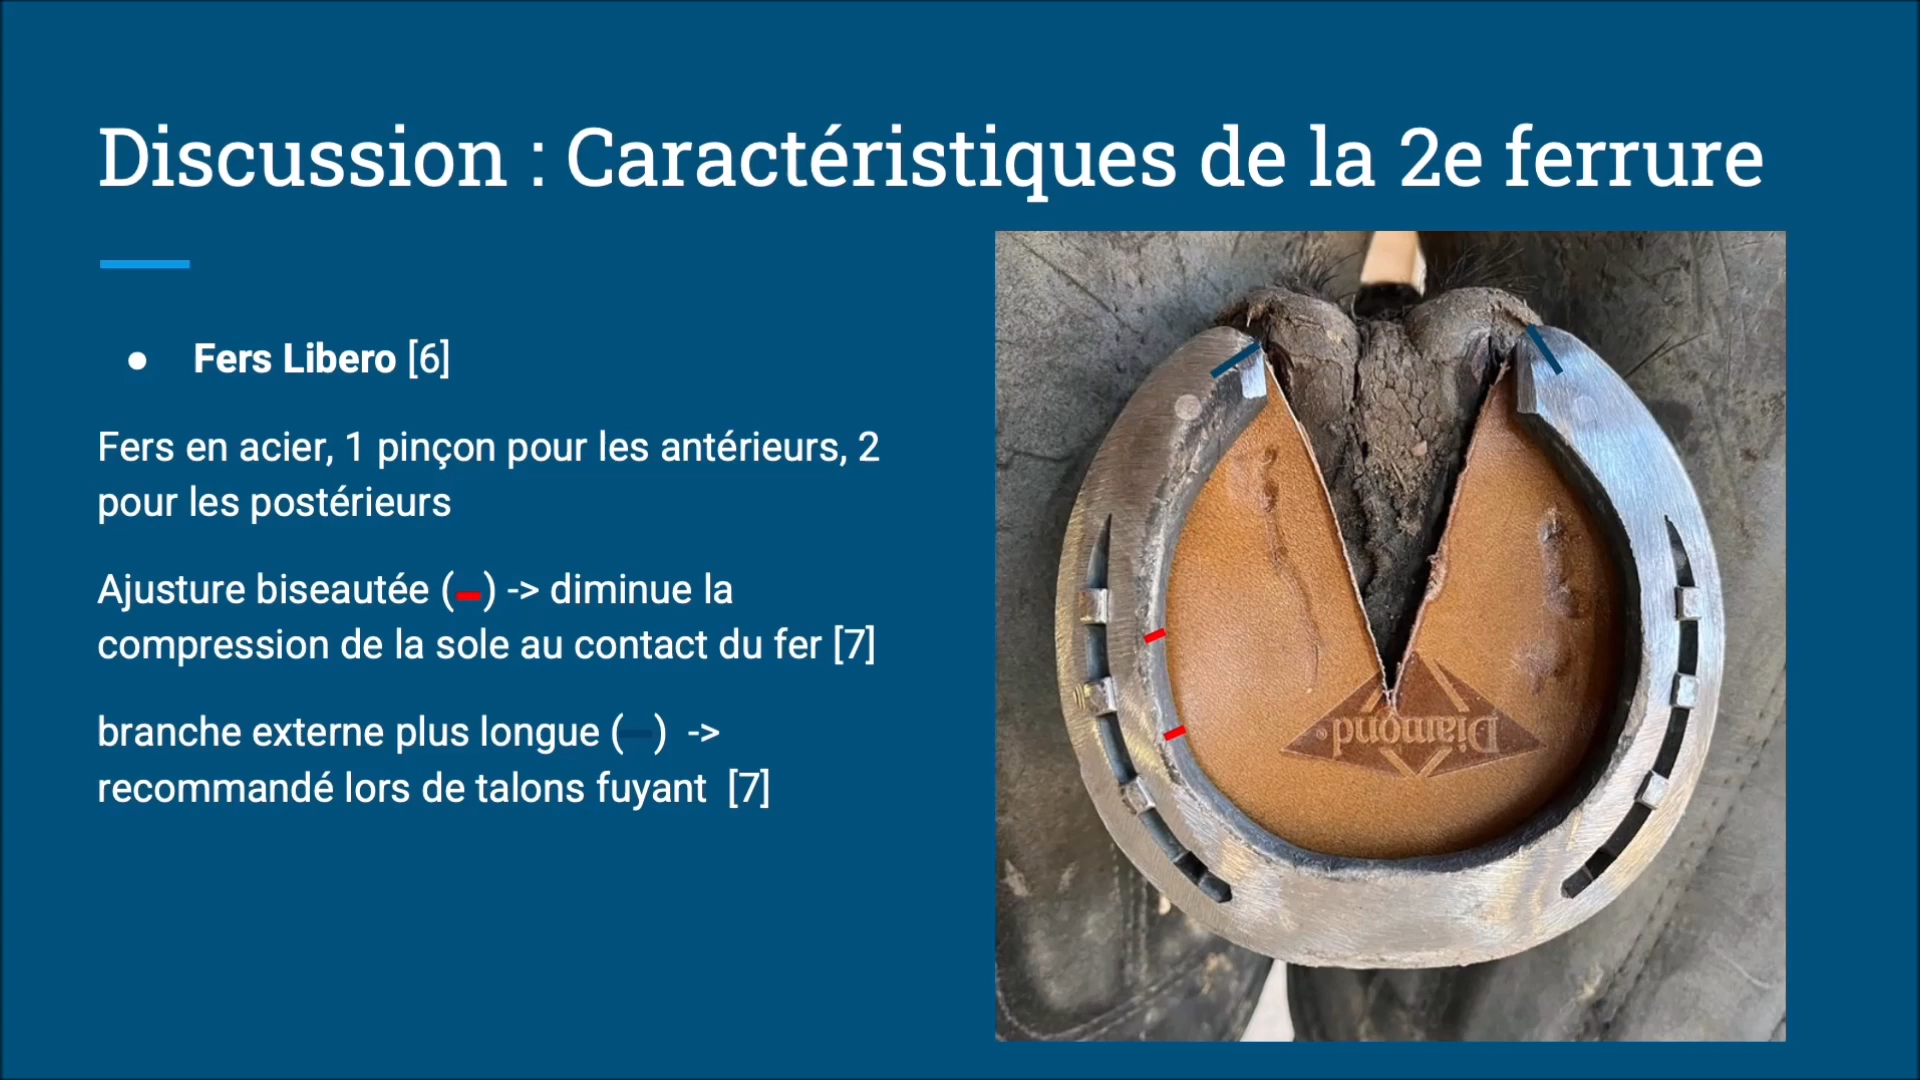 Discussion : Caractéristiques de la 2e ferrure
● Fers Libero [6]
Fers en acier, 1 pinçon pour les antérieurs, 2
pour les postérieurs
Ajusture biseautée (-) -> diminue la
compression de la sole au contact du fer [7]
branche externe plus longue (—) ->
recommandé lors de talons fuyant [7]
Diamond